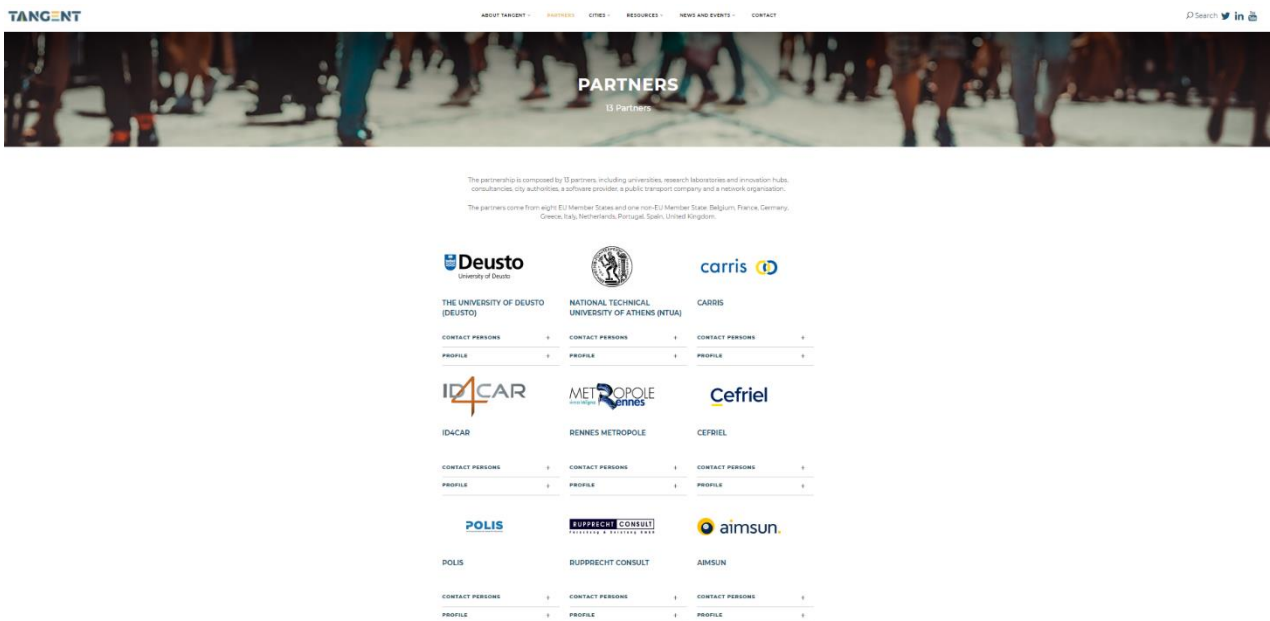 TANGENT
ABOUT TANGENT
PARTNERS
CITIES
RESOURCES
NEWS AND EVENTS
CONTACT
Search
PARTNERS
13 Partners
The partnership is composed by 13 partners, including universities, research laboratories and innovation hubs,
consultancies, city authorities, a software provider, a public transport company and a network organisation.
The partners come from eight EU Member States and one non-EU Member State: Belgium, France, Germany,
Greece, Italy, Netherlands, Portugal, Spain, United Kingdom.
Deusto
University of Deusto
carris
THE UNIVERSITY OF DEUSTO
(DEUSTO)
NATIONAL TECHNICAL
UNIVERSITY OF ATHENS (NTUA)
CARRIS
CONTACT PERSONS +
CONTACT PERSONS +
CONTACT PERSONS +
PROFILE +
PROFILE +
PROFILE +
ID4CAR
METROPOLE
Rennes
Cefriel
ID4CAR
RENNES METROPOLE
CEFRIEL
CONTACT PERSONS +
CONTACT PERSONS +
CONTACT PERSONS +
PROFILE +
PROFILE +
PROFILE +
POLIS
RUPPRECHT CONSULT
Forschung & Beratung GmbH
aimsun.
POLIS
RUPPRECHT CONSULT
AIMSUN
CONTACT PERSONS +
CONTACT PERSONS +
CONTACT PERSONS +
PROFILE +
PROFILE +
PROFILE +